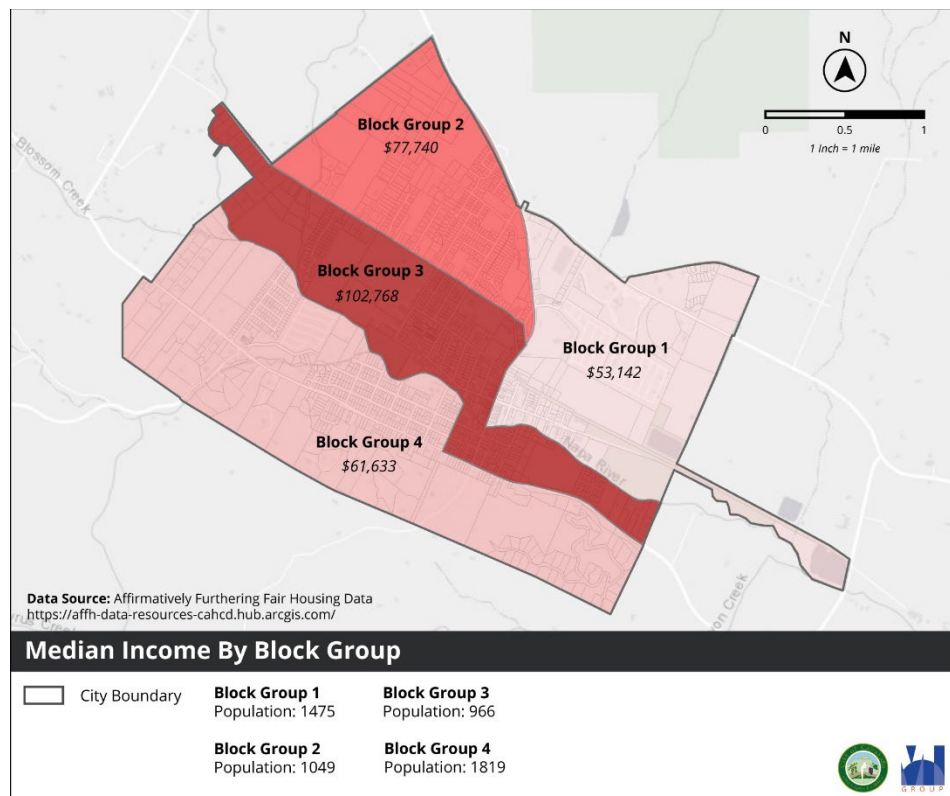 N
0 0.5 1
1 Inch = 1 mile
Block Group 2
$77,740
Blossom Creek
Block Group 3
$102,768
Block Group 1
$53,142
Block Group 4
$61,633
Napa River
Data Source: Affirmatively Furthering Fair Housing Data
https://affh-data-resources-cahcd.hub.arcgis.com/
yon Creek
Median Income By Block Group
City Boundary
Block Group 1
Population: 1475
Block Group 3
Population: 966
Block Group 2
Population: 1049
Block Group 4
Population: 1819
GROUP